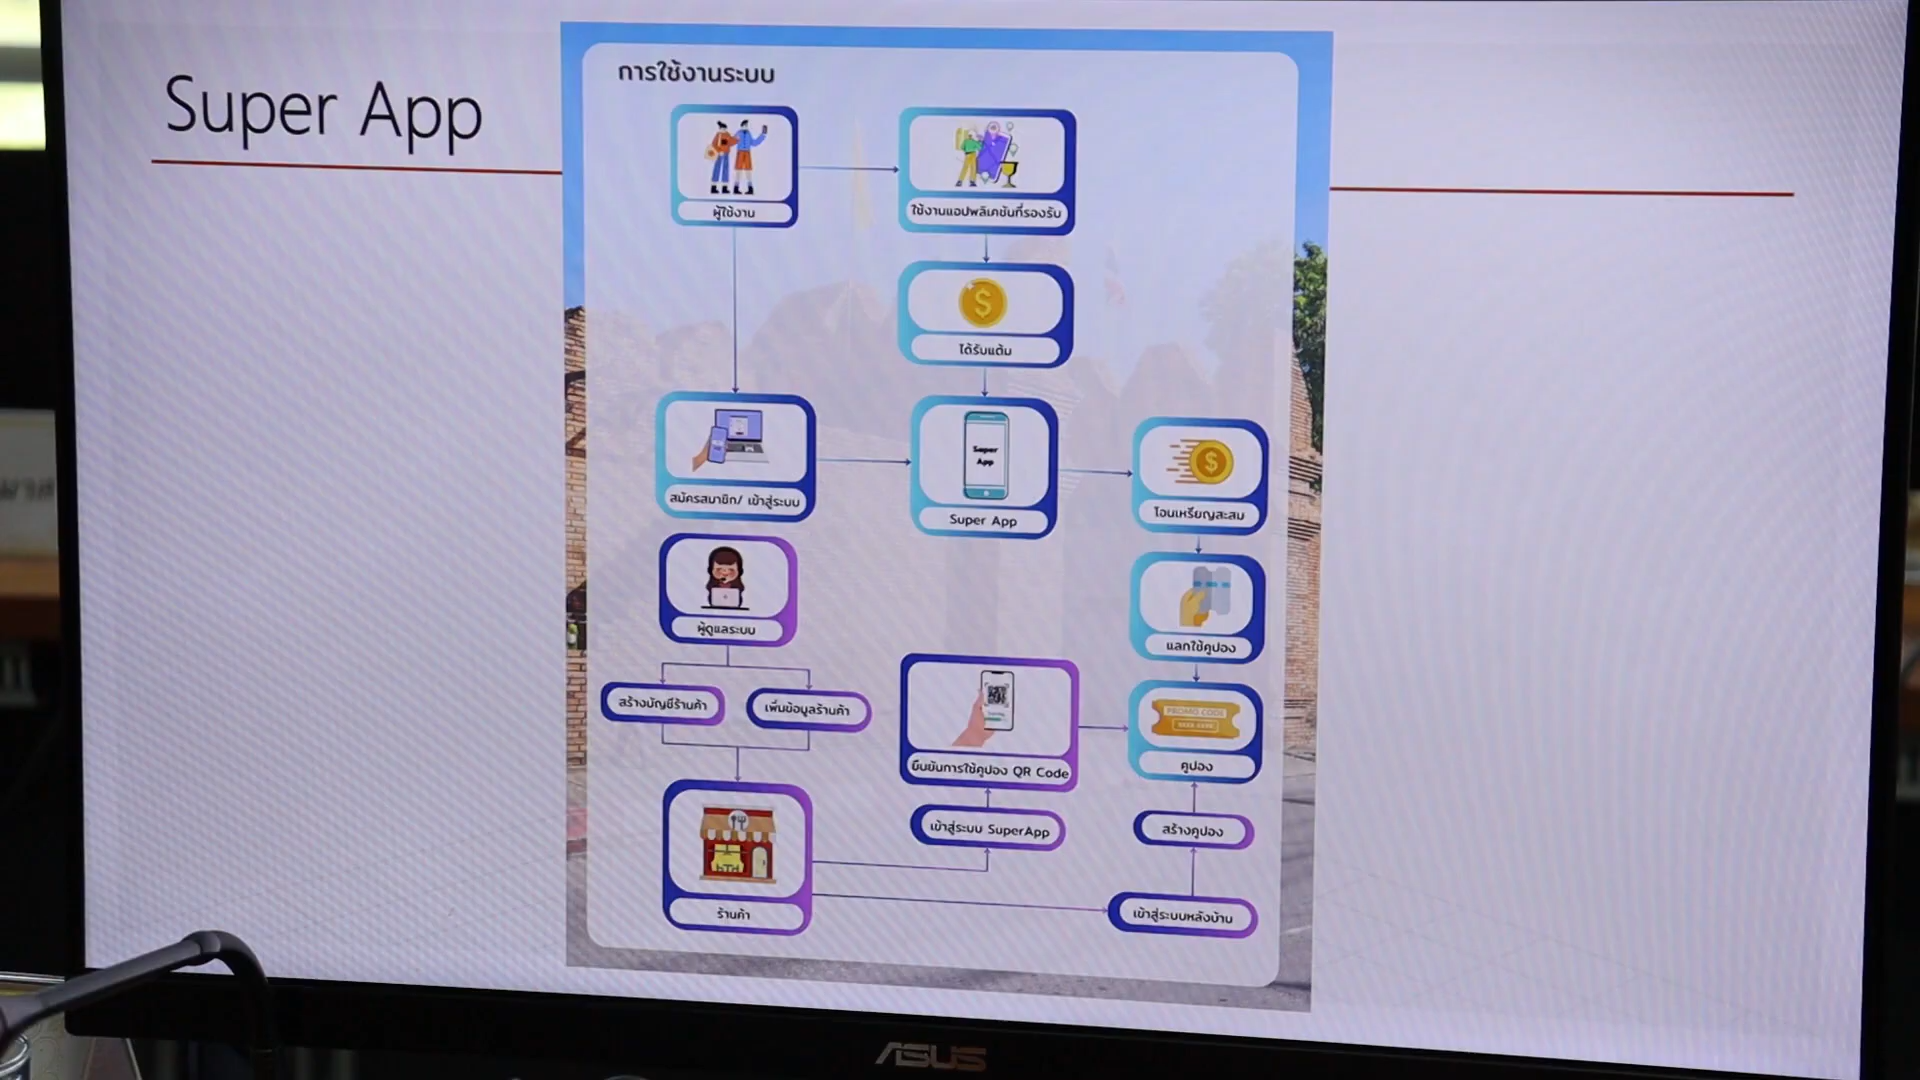 Super App
การใช้งานระบบ
ผู้ใช้งาน
ใช้งานแอปพลิเคชันที่รองรับ
$
ได้รับแต้ม
สมัครสมาชิก/ เข้าสู่ระบบ
Super
App
Super App
$
โอนเหรียญสะสม
ผู้ดูแลระบบ
แลกใช้คูปอง
สร้างบัญชีร้านค้า
เพิ่มข้อมูลร้านค้า
ยืนยันการใช้คูปอง QR Code
PROMO CODE
คูปอง
เข้าสู่ระบบ SuperApp
สร้างคูปอง
ร้านค้า
เข้าสู่ระบบหลังบ้าน
ASUS